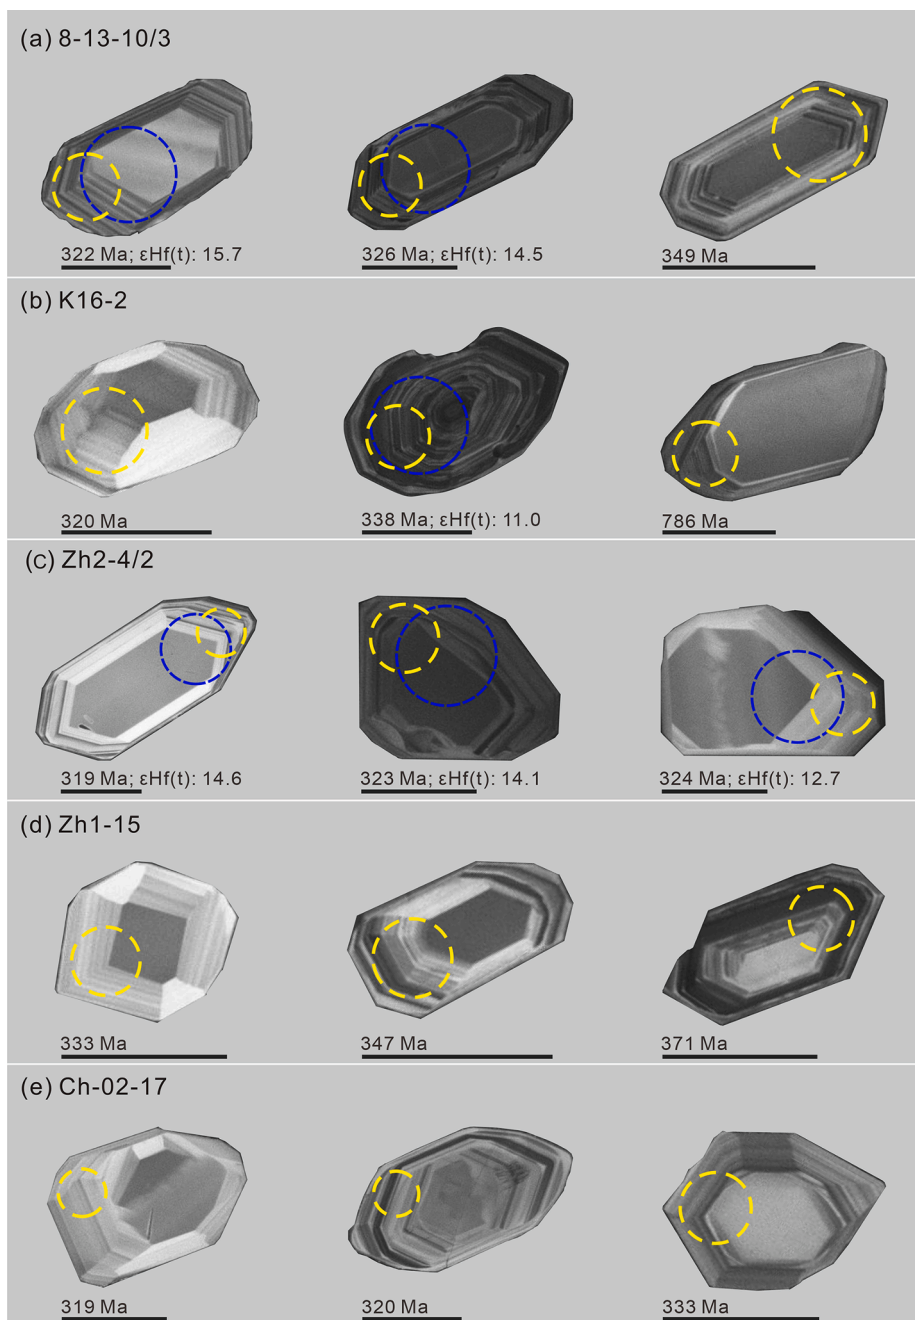 (a) 8-13-10/3
322 Ma; εHf(t): 15.7
326 Ma; εHf(t): 14.5
349 Ma
(b) K16-2
320 Ma
338 Ma; εHf(t): 11.0
786 Ma
(c) Zh2-4/2
319 Ma; εHf(t): 14.6
323 Ma; εHf(t): 14.1
324 Ma; εHf(t): 12.7
(d) Zh1-15
333 Ma
347 Ma
371 Ma
(e) Ch-02-17
319 Ma
320 Ma
333 Ma